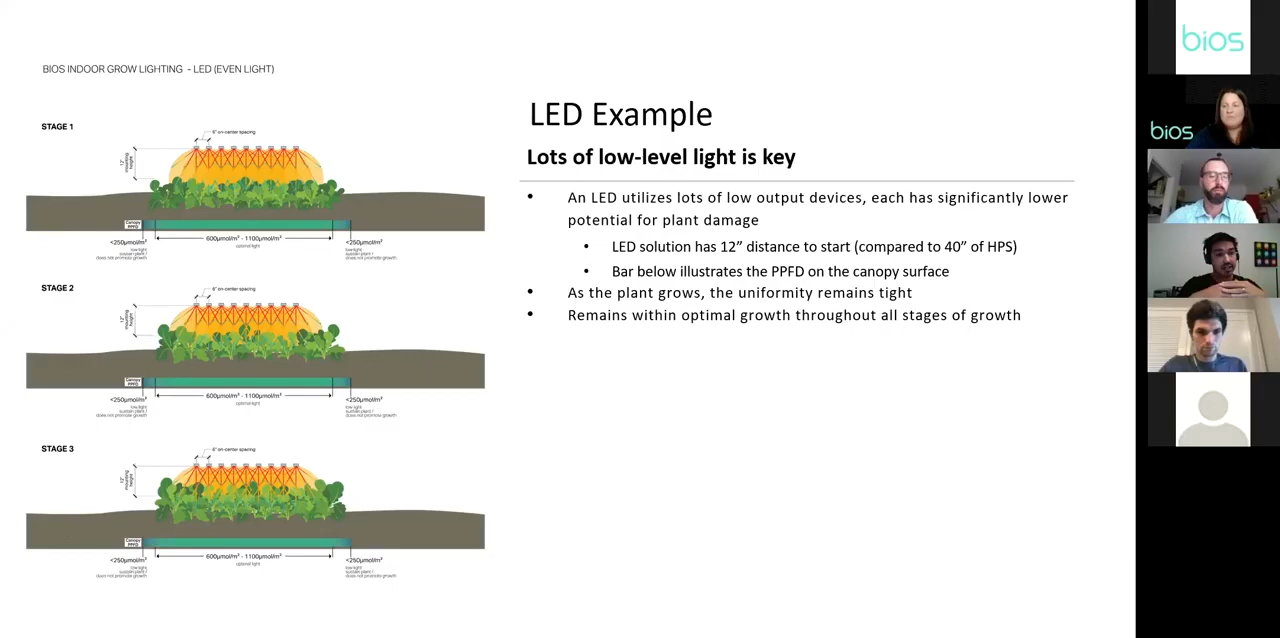 BIOS INDOOR GROW LIGHTING - LED (EVEN LIGHT)
STAGE 1
6" on-center spacing
12"
mounting
height
Canopy
PPFD
<250µmol/m²
low light
sustain plant /
does not promote growth
600µmol/m² - 1100µmol/m²
optional light
<250µmol/m²
low light
sustain plant /
does not promote growth
STAGE 2
6" on-center spacing
12"
mounting
height
Canopy
PPFD
<250µmol/m²
low light
sustain plant /
does not promote growth
600µmol/m² - 1100µmol/m²
optional light
<250µmol/m²
low light
sustain plant /
does not promote growth
STAGE 3
6" on-center spacing
12"
mounting
height
Canopy
PPFD
<250µmol/m²
low light
sustain plant /
does not promote growth
600µmol/m² - 1100µmol/m²
optional light
<250µmol/m²
low light
sustain plant /
does not promote growth
LED Example
Lots of low-level light is key
• An LED utilizes lots of low output devices, each has significantly lower
potential for plant damage
• LED solution has 12” distance to start (compared to 40” of HPS)
• Bar below illustrates the PPFD on the canopy surface
• As the plant grows, the uniformity remains tight
• Remains within optimal growth throughout all stages of growth
bios
bios